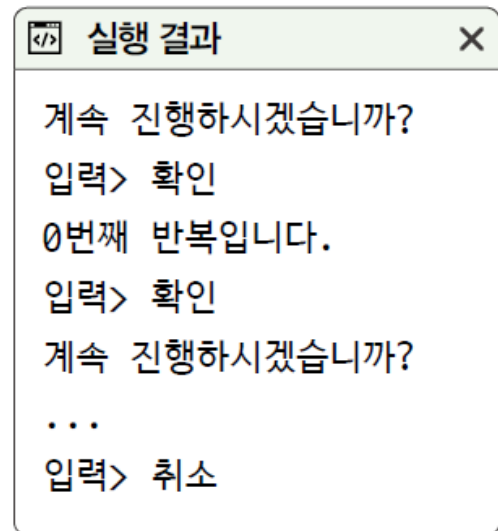 </> 실행 결과 ×
계속 진행하시겠습니까?
입력> 확인
0번째 반복입니다.
입력> 확인
계속 진행하시겠습니까?
...
입력> 취소